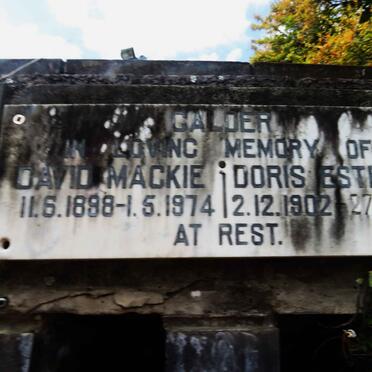 CALDER
IN LOVING MEMORY OF
DAVID MACKIE DORIS
11.6.1898-1.5.1974 2.12.1902-27
AT REST.